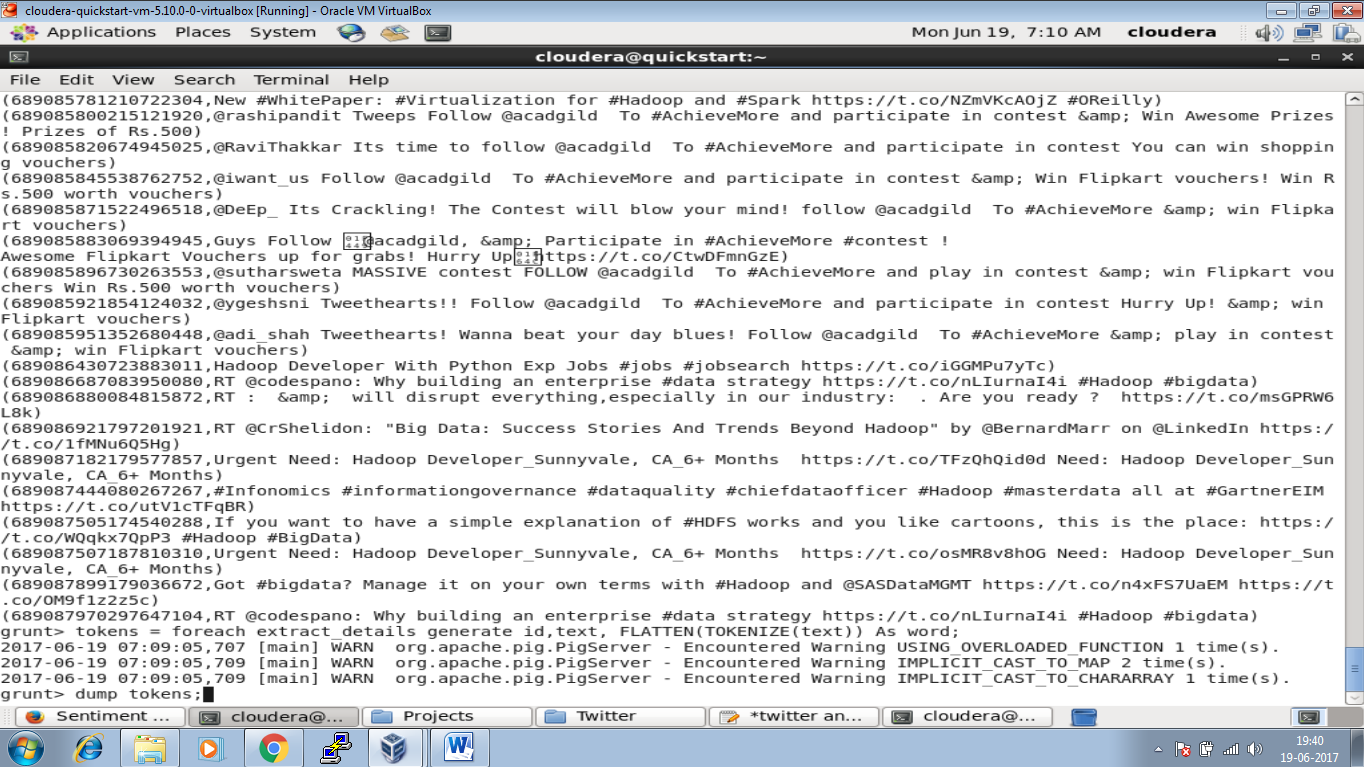 cloudera-quickstart-vm-5.10.0-0-virtualbox [Running] - Oracle VM VirtualBox
Applications Places System Mon Jun 19, 7:10 AM cloudera
cloudera@quickstart:~
File Edit View Search Terminal Help
(689085781210722304,New #WhitePaper: #Virtualization for #Hadoop and #Spark https://t.co/NZmVKcAOjZ #OReilly)
(689085800215121920,@rashipandit Tweeps Follow @acadgild  To #AchieveMore and participate in contest &amp; Win Awesome Prizes
! Prizes of Rs.500)
(689085820674945025,@RaviThakkar Its time to follow @acadgild  To #AchieveMore and participate in contest You can win shoppin
g vouchers)
(689085845538762752,@iwant_us Follow @acadgild  To #AchieveMore and participate in contest &amp; Win Flipkart vouchers! Win R
s.500 worth vouchers)
(689085871522496518,@DeEp_ Its Crackling! The Contest will blow your mind! follow @acadgild  To #AchieveMore and win Flipka
rt vouchers)
(689085883069394945,Guys Follow @acadgild, &amp; Participate in #AchieveMore #contest !
Awesome Flipkart Vouchers up for grabs! Hurry Up https://t.co/CtwDFmnGzE)
(689085896730263553,@sutharsweta MASSIVE contest FOLLOW @acadgild  To #AchieveMore and play in contest &amp; win Flipkart vou
chers Win Rs.500 worth vouchers)
(689085921854124032,@ygeshsni Tweethearts!! Follow @acadgild  To #AchieveMore and participate in contest Hurry Up! &amp; win
Flipkart vouchers)
(689085951352680448,@adi_shah Tweethearts! Wanna beat your day blues! Follow @acadgild  To #AchieveMore &amp; play in contest
 &amp; win Flipkart vouchers)
(689086430723883011,Hadoop Developer With Python Exp Jobs #jobs #jobsearch https://t.co/iGGMPu7yTc)
(689086687083950080,RT @codespano: Why building an enterprise #data strategy https://t.co/nLIurnaI4i #Hadoop #bigdata)
(689086880084815872,RT :  &amp;  will disrupt everything,especially in our industry:  . Are you ready ?  https://t.co/msGPRW6
L8k)
(689086921797201921,RT @CrShelidon: "Big Data: Success Stories And Trends Beyond Hadoop" by @BernardMarr on @LinkedIn https:/
/t.co/1fMNu6Q5Hg)
(689087182179577857,Urgent Need: Hadoop Developer_Sunnyvale, CA_6+ Months  https://t.co/TFzQhQid0d Need: Hadoop Developer_Sun
nyvale, CA_6+ Months)
(689087444080267267,#Infonomics #informationgovernance #dataquality #chiefdataofficer #Hadoop #masterdata all at #GartnerEIM
https://t.co/utV1cTFqBR)
(689087505174540288,If you want to have a simple explanation of #HDFS works and you like cartoons, this is the place: https:/
/t.co/WQqkx7QpP3 #Hadoop #BigData)
(689087507187810310,Urgent Need: Hadoop Developer_Sunnyvale, CA_6+ Months  https://t.co/osMR8v8hOG Need: Hadoop Developer_Sun
nyvale, CA_6+ Months)
(689087899179036672,Got #bigdata? Manage it on your own terms with #Hadoop and @SASDataMGMT https://t.co/n4xFS7UaEM https://t
.co/OM9f1z2z5c)
(689087970297647104,RT @codespano: Why building an enterprise #data strategy https://t.co/nLIurnaI4i #Hadoop #bigdata)
grunt> tokens = foreach extract_details generate id,text, FLATTEN(TOKENIZE(text)) As word;
2017-06-19 07:09:05,707 [main] WARN  org.apache.pig.PigServer - Encountered Warning USING_OVERLOADED_FUNCTION 1 time(s).
2017-06-19 07:09:05,709 [main] WARN  org.apache.pig.PigServer - Encountered Warning IMPLICIT_CAST_TO_MAP 2 time(s).
2017-06-19 07:09:05,709 [main] WARN  org.apache.pig.PigServer - Encountered Warning IMPLICIT_CAST_TO_CHARARRAY 1 time(s).
grunt> dump tokens;
Sentiment ... cloudera@... Projects Twitter *twitter an... cloudera@...
19:40
19-06-2017